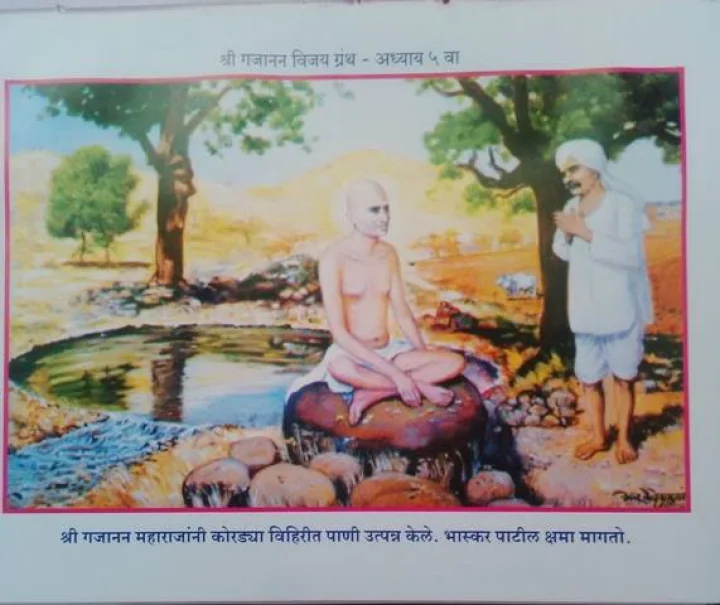 श्री गजानन विजय ग्रंथ - अध्याय ५ वा
श्री गजानन महाराजांनी कोरड्या विहिरीत पाणी उत्पन्न केले. भास्कर पाटील क्षमा मागतो.